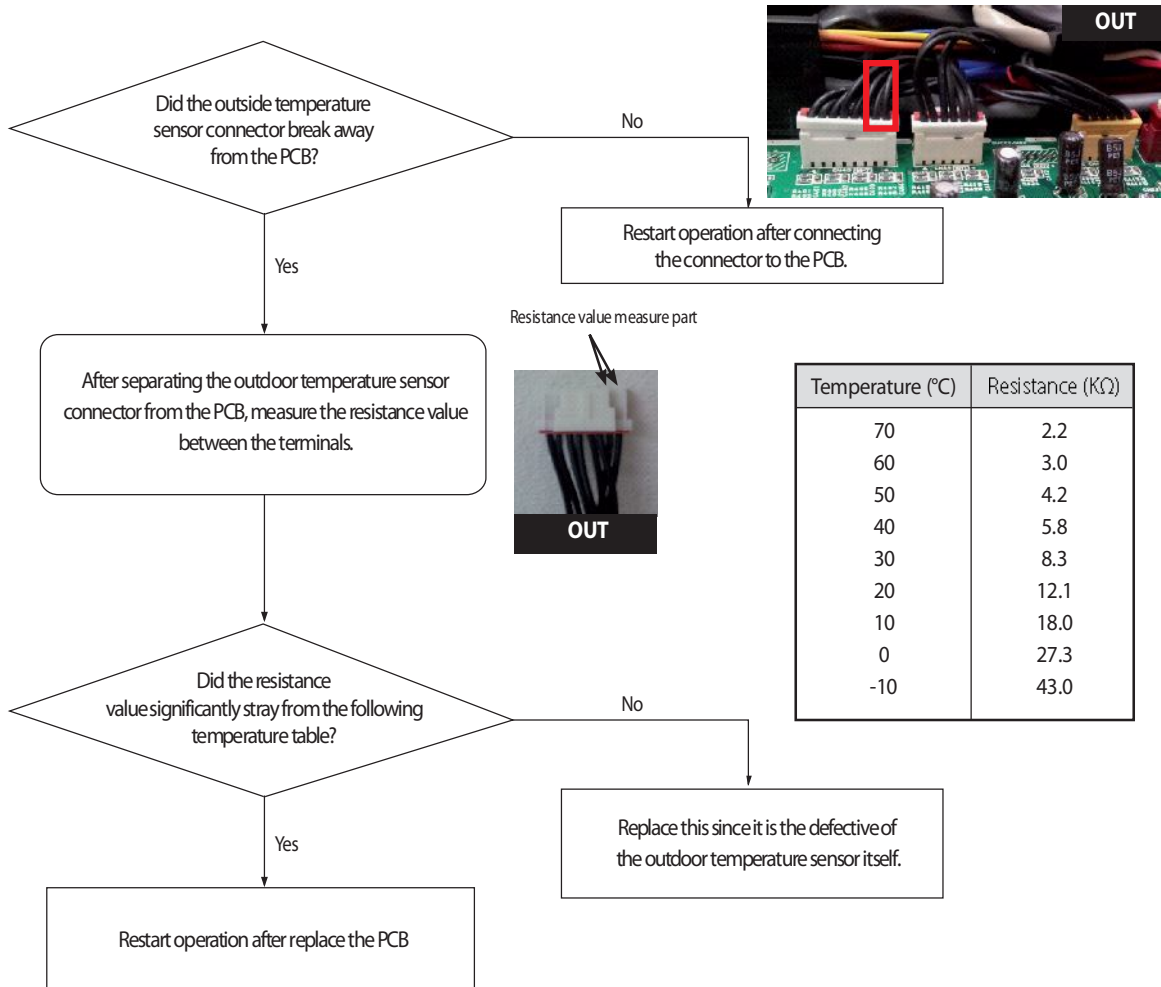 OUT
Did the outside temperature
sensor connector break away
from the PCB?
No
Restart operation after connecting
the connector to the PCB.
Yes
Resistance value measure part
After separating the outdoor temperature sensor
connector from the PCB, measure the resistance value
between the terminals.
OUT
Temperature (°C) Resistance (KΩ)
70 2.2
60 3.0
50 4.2
40 5.8
30 8.3
20 12.1
10 18.0
0 27.3
-10 43.0
Did the resistance
value significantly stray from the following
temperature table?
No
Replace this since it is the defective of
the outdoor temperature sensor itself.
Yes
Restart operation after replace the PCB